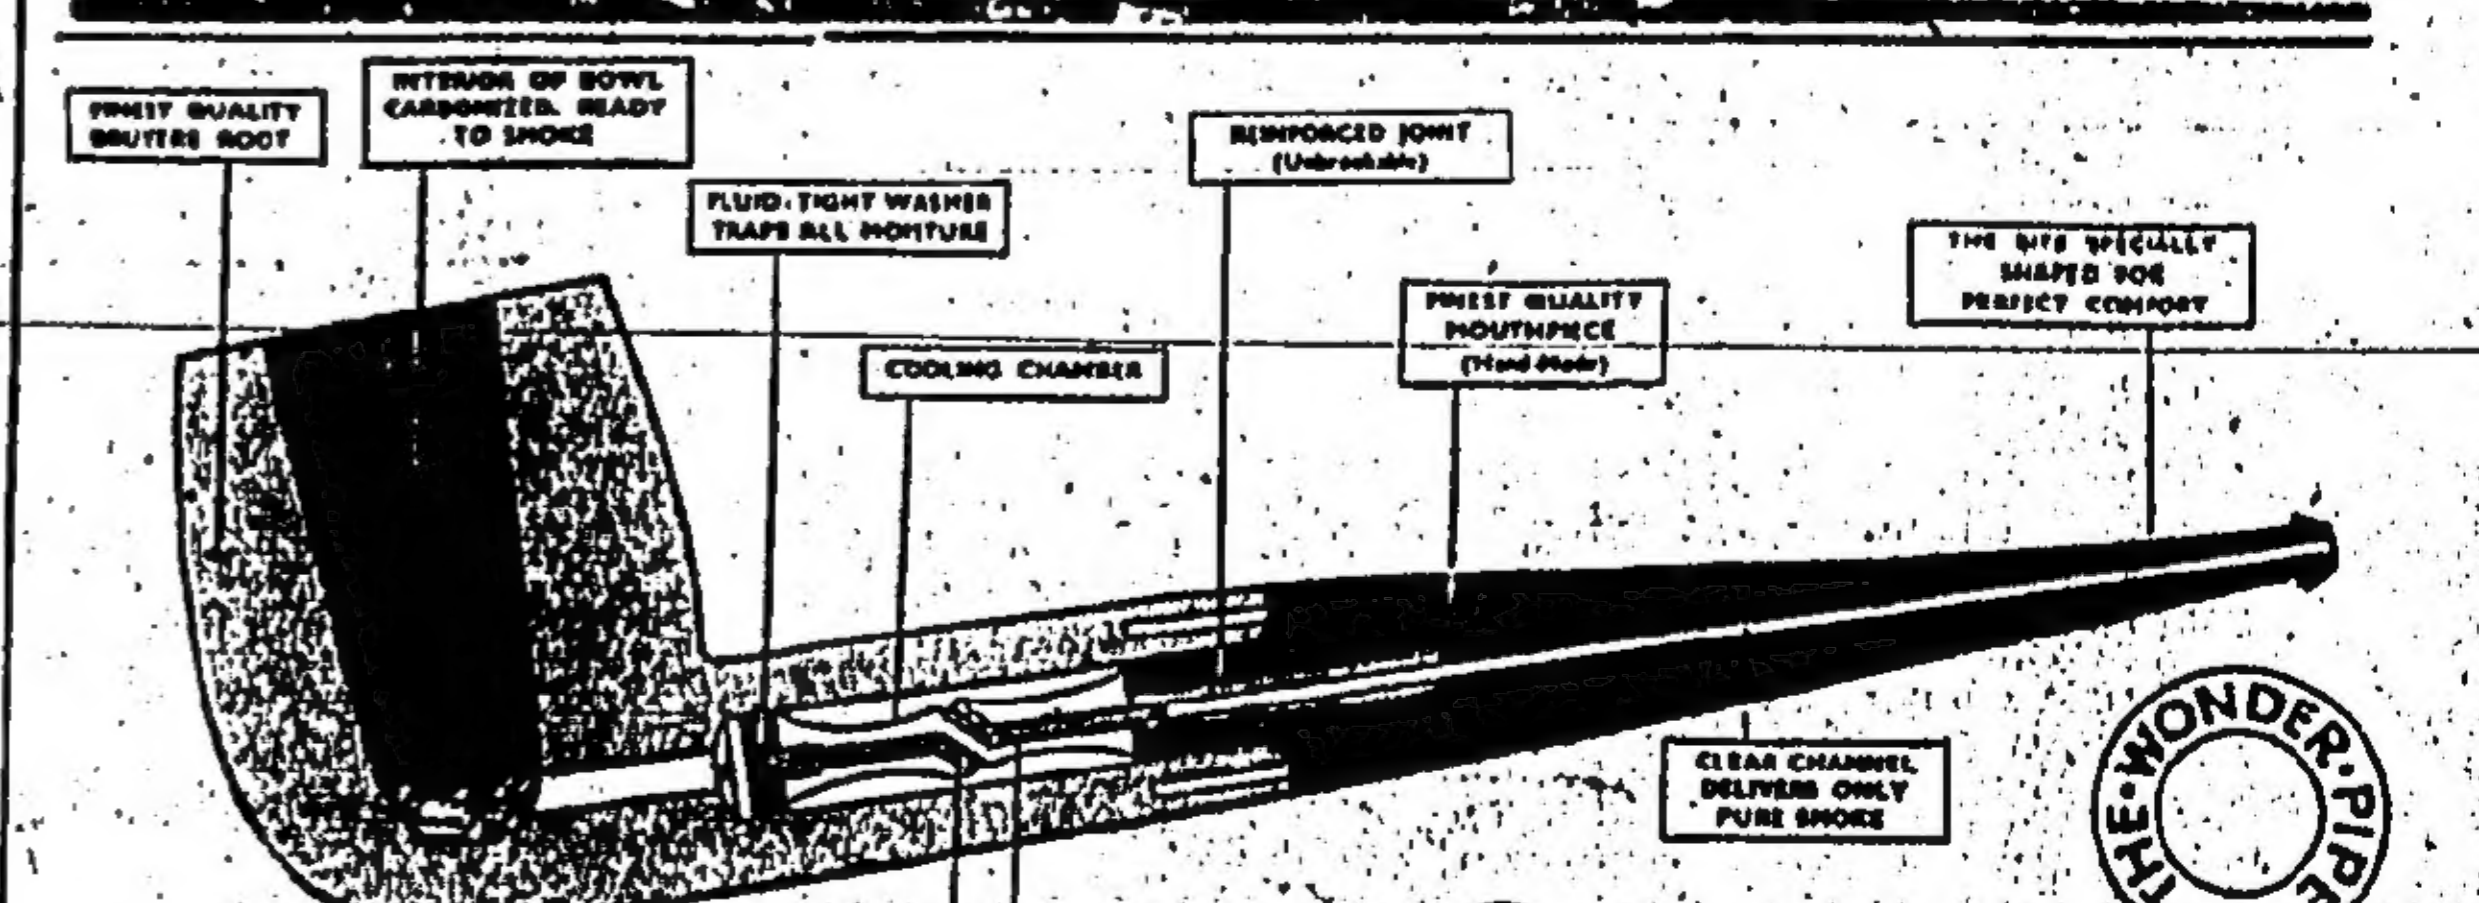 FINEST QUALITY
BRUYERE ROOT
INTERIOR OF BOWL
CARBONIZED. READY
TO SMOKE
FLUID-TIGHT WASHER
TRAPS ALL MOISTURE
REINFORCED JOINT
(Unbreakable)
COOLING CHAMBER
FINEST QUALITY
MOUTHPIECE
(Hand-Made)
THE BITE SPECIALLY
SHAPED FOR
PERFECT COMFORT
CLEAR CHANNEL
DELIVERS ONLY
PURE SMOKE
THE·WONDER·PIPE